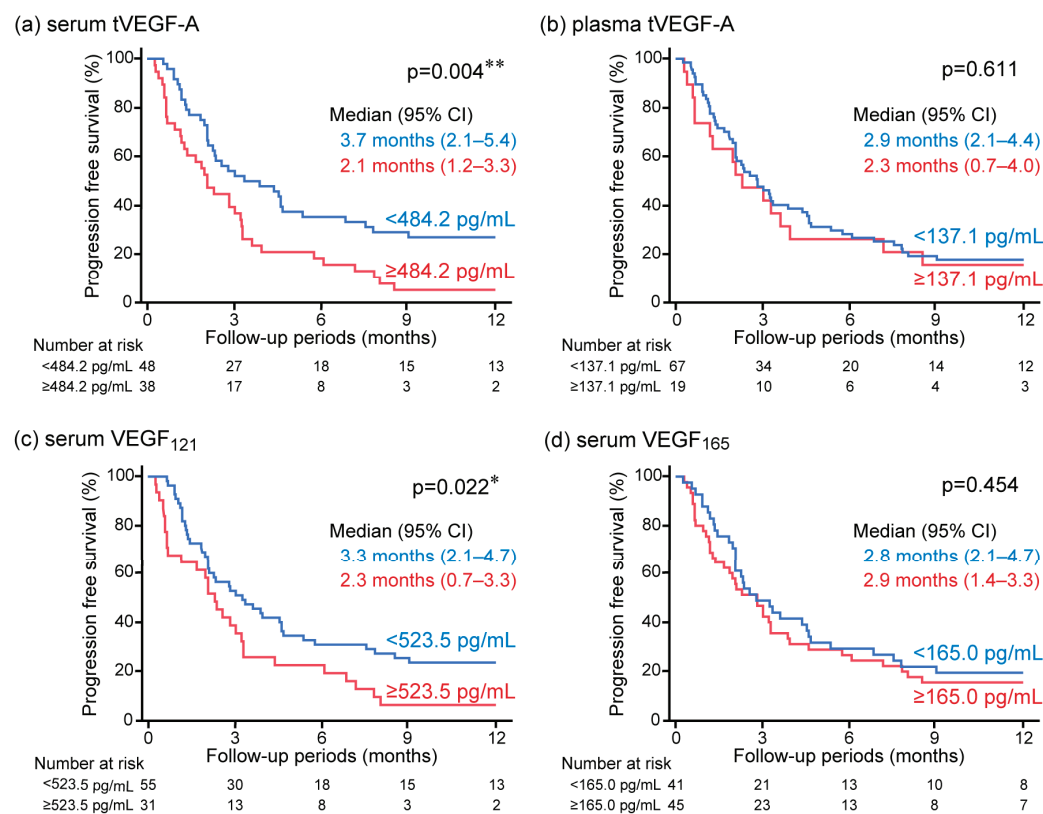 (a) serum tVEGF-A
Progression free survival (%)
100
80
60
40
20
0
p=0.004**
Median (95% CI)
3.7 months (2.1–5.4)
2.1 months (1.2–3.3)
<484.2 pg/mL
≥484.2 pg/mL
0 3 6 9 12
Follow-up periods (months)
Number at risk
<484.2 pg/mL 48 27 18 15 13
≥484.2 pg/mL 38 17 8 3 2
(b) plasma tVEGF-A
Progression free survival (%)
100
80
60
40
20
0
p=0.611
Median (95% CI)
2.9 months (2.1–4.4)
2.3 months (0.7–4.0)
<137.1 pg/mL
≥137.1 pg/mL
0 3 6 9 12
Follow-up periods (months)
Number at risk
<137.1 pg/mL 67 34 20 14 12
≥137.1 pg/mL 19 10 6 4 3
(c) serum VEGF121
Progression free survival (%)
100
80
60
40
20
0
p=0.022*
Median (95% CI)
3.3 months (2.1–4.7)
2.3 months (0.7–3.3)
<523.5 pg/mL
≥523.5 pg/mL
0 3 6 9 12
Follow-up periods (months)
Number at risk
<523.5 pg/mL 55 30 18 15 13
≥523.5 pg/mL 31 13 8 3 2
(d) serum VEGF165
Progression free survival (%)
100
80
60
40
20
0
p=0.454
Median (95% CI)
2.8 months (2.1–4.7)
2.9 months (1.4–3.3)
<165.0 pg/mL
≥165.0 pg/mL
0 3 6 9 12
Follow-up periods (months)
Number at risk
<165.0 pg/mL 41 21 13 10 8
≥165.0 pg/mL 45 23 13 8 7